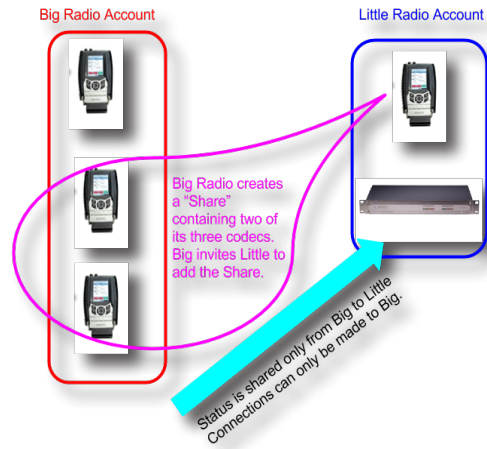 Big Radio Account
Little Radio Account
Big Radio creates
a “Share”
containing two of
its three codecs.
Big invites Little to
add the Share.
Status is shared only from Big to Little
Connections can only be made to Big.